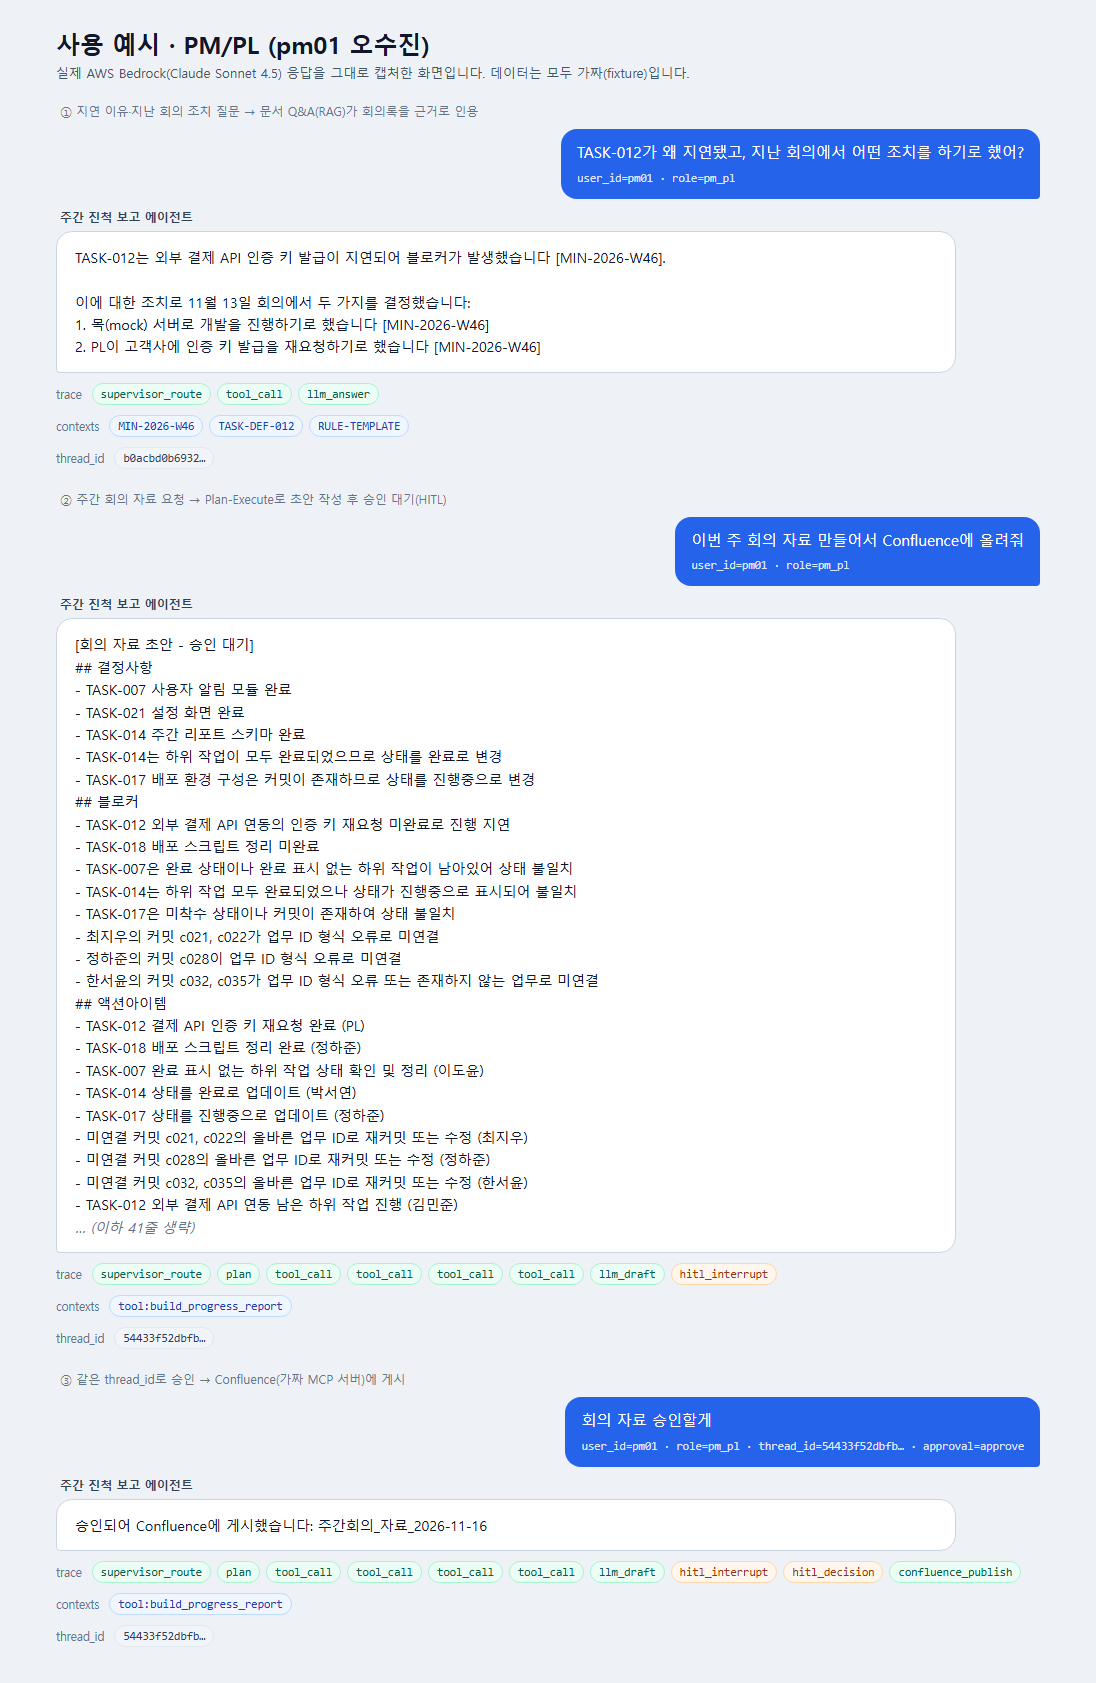 사용 예시 · PM/PL (pm01 오수진)
실제 AWS Bedrock(Claude Sonnet 4.5) 응답을 그대로 캡처한 화면입니다. 데이터는 모두 가짜(fixture)입니다.
① 지연 이유·지난 회의 조치 질문 → 문서 Q&A(RAG)가 회의록을 근거로 인용
TASK-012가 왜 지연됐고, 지난 회의에서 어떤 조치를 하기로 했어?
user_id=pm01 · role=pm_pl
주간 진척 보고 에이전트
TASK-012는 외부 결제 API 인증 키 발급이 지연되어 블로커가 발생했습니다 [MIN-2026-W46].
이에 대한 조치로 11월 13일 회의에서 두 가지를 결정했습니다:
1. 목(mock) 서버로 개발을 진행하기로 했습니다 [MIN-2026-W46]
2. PL이 고객사에 인증 키 발급을 재요청하기로 했습니다 [MIN-2026-W46]
trace supervisor_route tool_call llm_answer
contexts MIN-2026-W46 TASK-DEF-012 RULE-TEMPLATE
thread_id b0acbd0b6932…
② 주간 회의 자료 요청 → Plan-Execute로 초안 작성 후 승인 대기(HITL)
이번 주 회의 자료 만들어서 Confluence에 올려줘
user_id=pm01 · role=pm_pl
주간 진척 보고 에이전트
[회의 자료 초안 - 승인 대기]
## 결정사항
- TASK-007 사용자 알림 모듈 완료
- TASK-021 설정 화면 완료
- TASK-014 주간 리포트 스키마 완료
- TASK-014는 하위 작업이 모두 완료되었으므로 상태를 완료로 변경
- TASK-017 배포 환경 구성은 커밋이 존재하므로 상태를 진행중으로 변경
## 블로커
- TASK-012 외부 결제 API 연동의 인증 키 재요청 미완료로 진행 지연
- TASK-018 배포 스크립트 정리 미완료
- TASK-007은 완료 상태이나 완료 표시 없는 하위 작업이 남아있어 상태 불일치
- TASK-014는 하위 작업 모두 완료되었으나 상태가 진행중으로 표시되어 불일치
- TASK-017은 미착수 상태이나 커밋이 존재하여 상태 불일치
- 최지우의 커밋 c021, c022가 업무 ID 형식 오류로 미연결
- 정하준의 커밋 c028이 업무 ID 형식 오류로 미연결
- 한서윤의 커밋 c032, c035가 업무 ID 형식 오류 또는 존재하지 않는 업무로 미연결
## 액션아이템
- TASK-012 결제 API 인증 키 재요청 완료 (PL)
- TASK-018 배포 스크립트 정리 완료 (정하준)
- TASK-007 완료 표시 없는 하위 작업 상태 확인 및 정리 (이도윤)
- TASK-014 상태를 완료로 업데이트 (박서연)
- TASK-017 상태를 진행중으로 업데이트 (정하준)
- 미연결 커밋 c021, c022의 올바른 업무 ID로 재커밋 또는 수정 (최지우)
- 미연결 커밋 c028의 올바른 업무 ID로 재커밋 또는 수정 (정하준)
- 미연결 커밋 c032, c035의 올바른 업무 ID로 재커밋 또는 수정 (한서윤)
- TASK-012 외부 결제 API 연동 남은 하위 작업 진행 (김민준)
… (이하 41줄 생략)
trace supervisor_route plan tool_call tool_call tool_call tool_call llm_draft hitl_interrupt
contexts tool:build_progress_report
thread_id 54433f52dbfb…
③ 같은 thread_id로 승인 → Confluence(가짜 MCP 서버)에 게시
회의 자료 승인할게
user_id=pm01 · role=pm_pl · thread_id=54433f52dbfb… · approval=approve
주간 진척 보고 에이전트
승인되어 Confluence에 게시했습니다: 주간회의_자료_2026-11-16
trace supervisor_route plan tool_call tool_call tool_call tool_call llm_draft hitl_interrupt hitl_decision confluence_publish
contexts tool:build_progress_report
thread_id 54433f52dbfb…